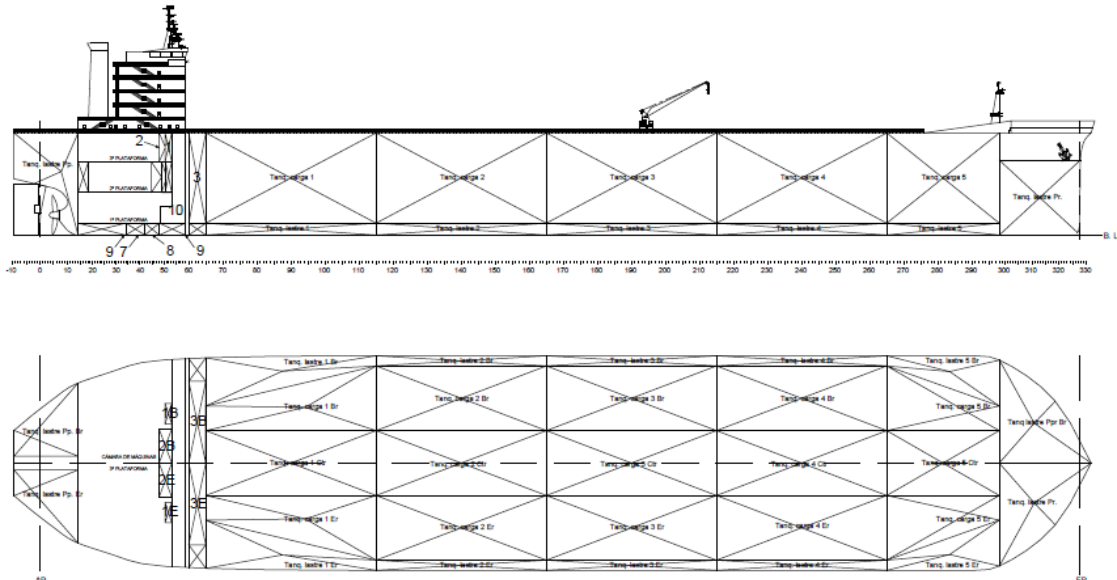 2
Tanq. lastre Pp.
3ª PLATAFORMA
3
Tanq. carga 1
Tanq. carga 2
Tanq. carga 3
Tanq. carga 4
Tanq. carga 5
2ª PLATAFORMA
Tanq. lastre Pr.
10
1ª PLATAFORMA
Tanq. lastre 1
Tanq. lastre 2
Tanq. lastre 3
Tanq. lastre 4
Tanq. lastre 5
9 7 8 9
-10 0 10 20 30 40 50 60 70 80 90 100 110 120 130 140 150 160 170 180 190 200 210 220 230 240 250 260 270 280 290 300 310 320 330
Tanq. lastre 1 Br
Tanq. lastre 2 Br
Tanq. lastre 3 Br
Tanq. lastre 4 Br
Tanq. lastre 5 Br
Tanq. carga 1 Br
Tanq. carga 2 Br
Tanq. carga 3 Br
Tanq. carga 4 Br
Tanq. carga 5 Br
1B
3B
Tanq. lastre Pp. Br
Tanq. lastre Ppr Br
2B
CÂMARA DE MÁQUINAS
3ª PLATAFORMA
Tanq. carga 1 Ctr
Tanq. carga 2 Ctr
Tanq. carga 3 Ctr
Tanq. carga 4 Ctr
Tanq. carga 5 Ctr
2E
Tanq. lastre Pp. Er
3E
Tanq. lastre Pr.
1E
Tanq. carga 1 Er
Tanq. carga 2 Er
Tanq. carga 3 Er
Tanq. carga 4 Er
Tanq. carga 5 Er
Tanq. lastre 1 Er
Tanq. lastre 2 Er
Tanq. lastre 3 Er
Tanq. lastre 4 Er
Tanq. lastre 5 Er